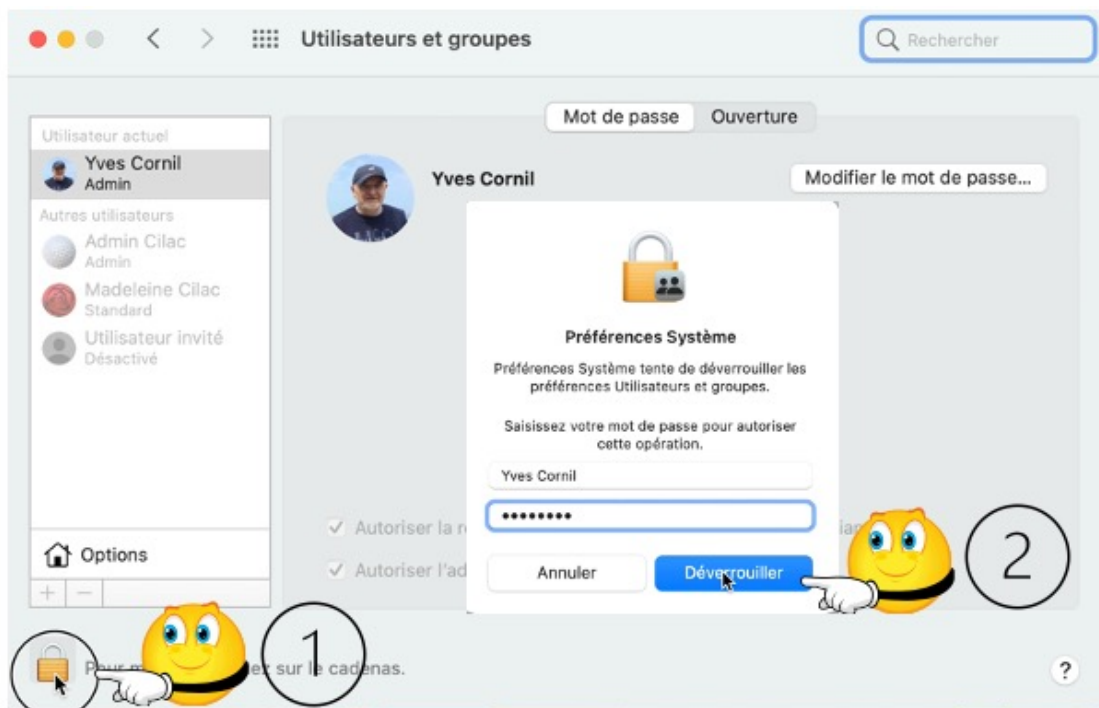 Utilisateurs et groupes
Rechercher
Mot de passe Ouverture
Utilisateur actuel
Yves Cornil
Admin
Autres utilisateurs
Admin Cilac
Admin
Madeleine Cilac
Standard
Utilisateur invité
Désactivé
Options
+ −
Yves Cornil
Modifier le mot de passe...
Préférences Système
Préférences Système tente de déverrouiller les
préférences Utilisateurs et groupes.
Saisissez votre mot de passe pour autoriser
cette opération.
Yves Cornil
••••••••
Annuler Déverrouiller
Autoriser la
Autoriser l'ad
2
1
Pour sur le cadenas.
?